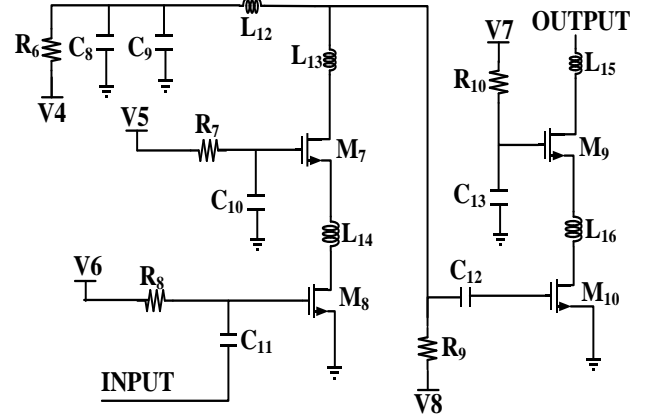 L12
V7
OUTPUT
R6
C8
C9
L13
L15
V4
R10
V5
R7
M7
M9
C10
C13
L14
L16
V6
R8
C12
M8
M10
C11
R9
INPUT
V8